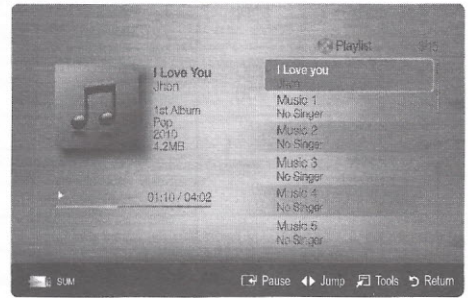 Playlist
I Love You
Jhon
1st Album
Pop
2010
4.2MB
01:10 / 04:02
I Love you
Jhon
Music 1
No Singer
Music 2
No Singer
Music 3
No Singer
Music 4
No Singer
Music 5
No Singer
SUM
Pause Jump Tools Return